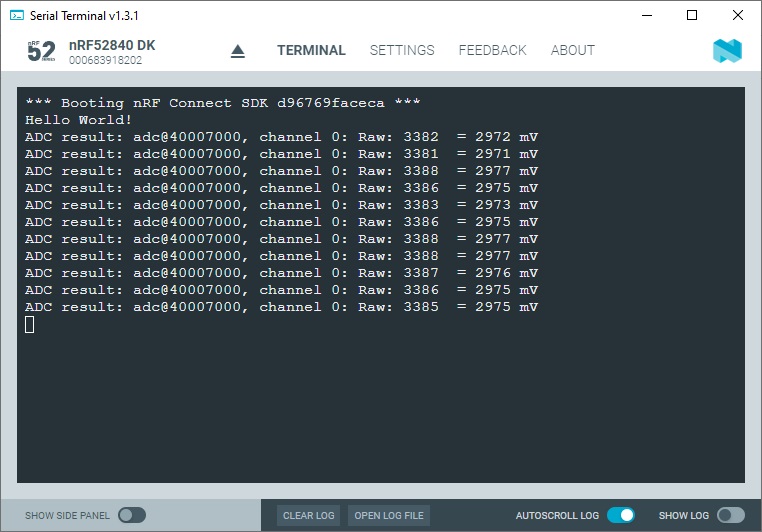 Serial Terminal v1.3.1
nRF
52
SERIES
nRF52840 DK
000683918202
TERMINAL SETTINGS FEEDBACK ABOUT
*** Booting nRF Connect SDK d96769faceca ***
Hello World!
ADC result: adc@40007000, channel 0: Raw: 3382  = 2972 mV
ADC result: adc@40007000, channel 0: Raw: 3381  = 2971 mV
ADC result: adc@40007000, channel 0: Raw: 3388  = 2977 mV
ADC result: adc@40007000, channel 0: Raw: 3386  = 2975 mV
ADC result: adc@40007000, channel 0: Raw: 3383  = 2973 mV
ADC result: adc@40007000, channel 0: Raw: 3386  = 2975 mV
ADC result: adc@40007000, channel 0: Raw: 3388  = 2977 mV
ADC result: adc@40007000, channel 0: Raw: 3388  = 2977 mV
ADC result: adc@40007000, channel 0: Raw: 3387  = 2976 mV
ADC result: adc@40007000, channel 0: Raw: 3386  = 2975 mV
ADC result: adc@40007000, channel 0: Raw: 3385  = 2975 mV
SHOW SIDE PANEL CLEAR LOG OPEN LOG FILE AUTOSCROLL LOG SHOW LOG